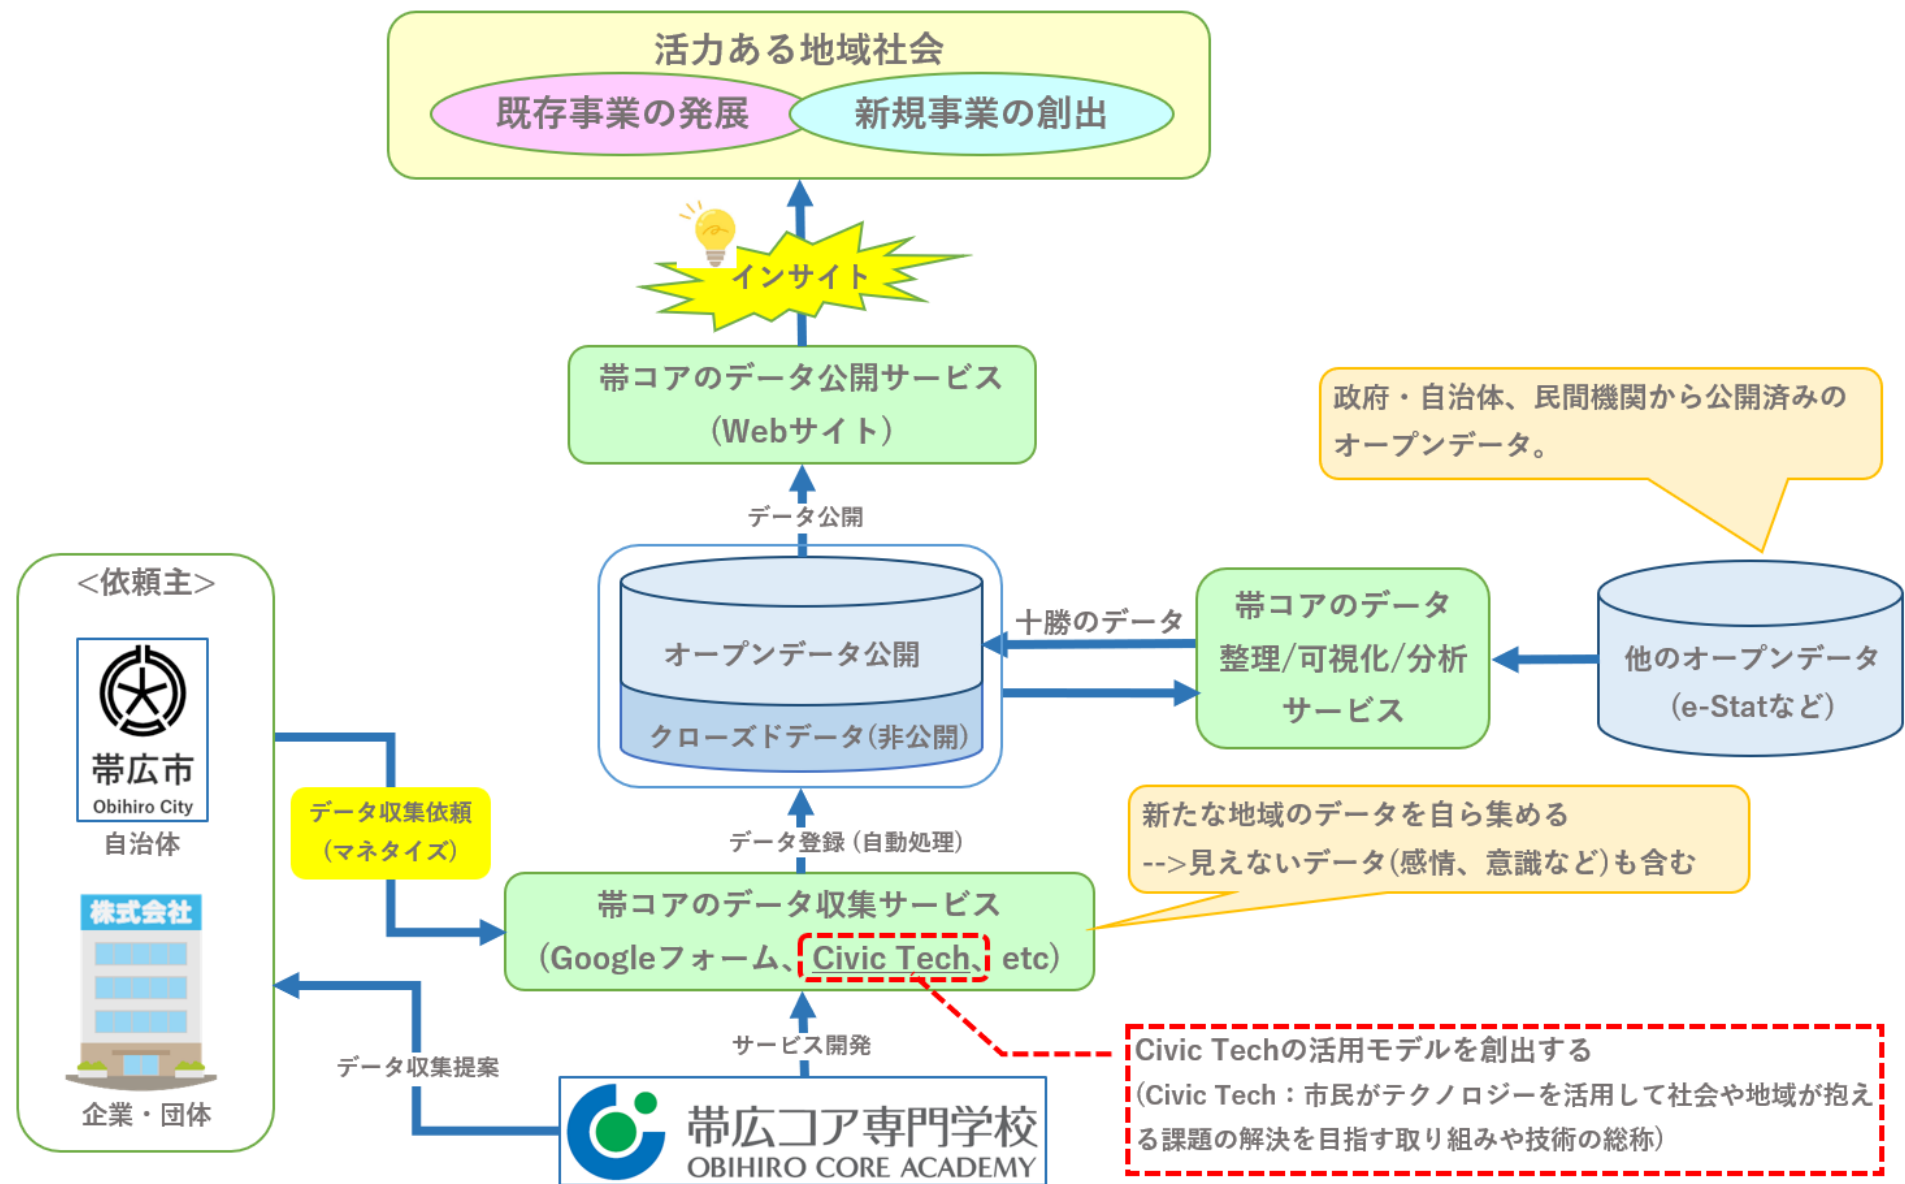 活力ある地域社会
既存事業の発展
新規事業の創出
インサイト
帯コアのデータ公開サービス
(Webサイト)
政府・自治体、民間機関から公開済みの
オープンデータ。
データ公開
<依頼主>
帯広市
Obihiro City
自治体
株式会社
企業・団体
オープンデータ公開
クローズドデータ(非公開)
十勝のデータ
帯コアのデータ
整理/可視化/分析
サービス
他のオープンデータ
(e-Statなど)
データ収集依頼
(マネタイズ)
データ登録 (自動処理)
新たな地域のデータを自ら集める
-->見えないデータ(感情、意識など)も含む
帯コアのデータ収集サービス
(Googleフォーム、Civic Tech、etc)
サービス開発
データ収集提案
Civic Techの活用モデルを創出する
(Civic Tech：市民がテクノロジーを活用して社会や地域が抱え
る課題の解決を目指す取り組みや技術の総称)
帯広コア専門学校
OBIHIRO CORE ACADEMY